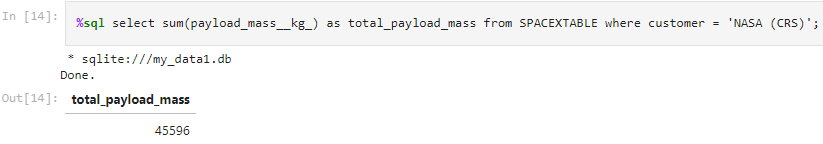 In [14]: %sql select sum(payload_mass__kg_) as total_payload_mass from SPACEXTABLE where customer = 'NASA (CRS)';
* sqlite:///my_data1.db
Done.
Out[14]: total_payload_mass
45596